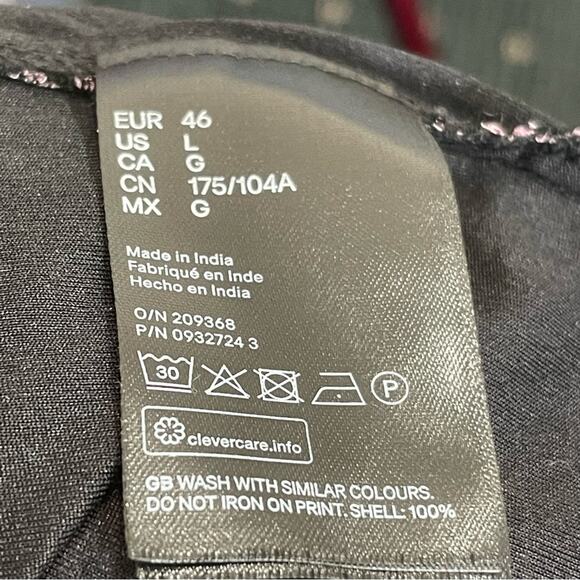 EUR 46
US L
CA G
CN 175/104A
MX G
Made in India
Fabriqué en Inde
Hecho en India
O/N 209368
P/N 0932724 3
30 P
clevercare.info
GB WASH WITH SIMILAR COLOURS.
DO NOT IRON ON PRINT. SHELL: 100%